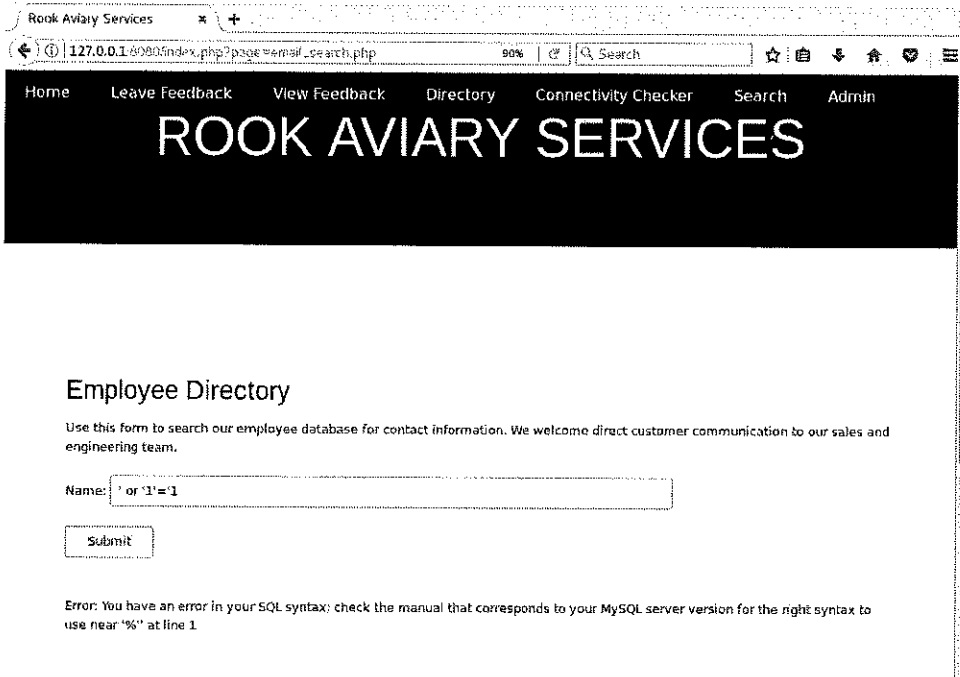 Rook Aviary Services
127.0.0.1:8080/index.php?page=email_search.php 90% Search
Home Leave Feedback View Feedback Directory Connectivity Checker Search Admin
ROOK AVIARY SERVICES
Employee Directory
Use this form to search our employee database for contact information. We welcome direct customer communication to our sales and
engineering team.
Name: ' or '1'='1
Submit
Error: You have an error in your SQL syntax; check the manual that corresponds to your MySQL server version for the right syntax to
use near '%'' at line 1